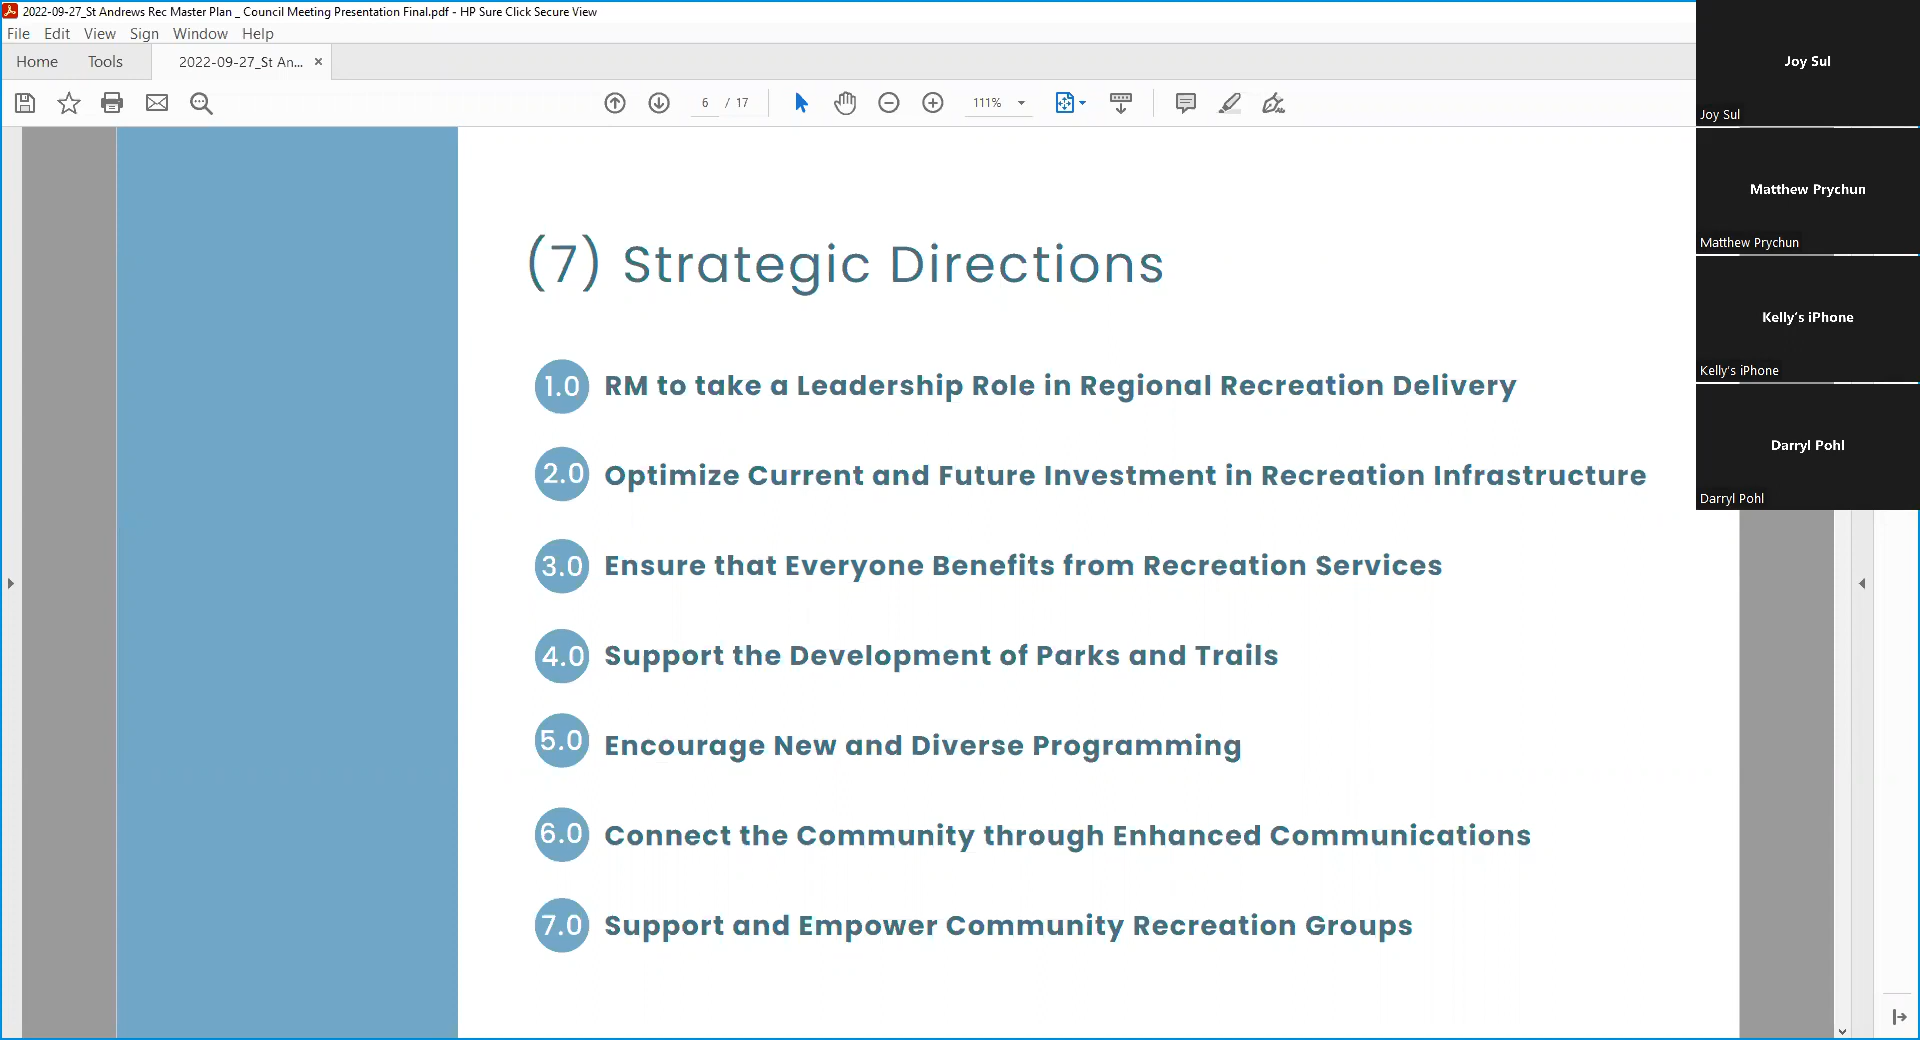 2022-09-27_St Andrews Rec Master Plan _ Council Meeting Presentation Final.pdf - HP Sure Click Secure View
File Edit View Sign Window Help
Home Tools 2022-09-27_St An... ×
6 / 17 111%
(7) Strategic Directions
1.0 RM to take a Leadership Role in Regional Recreation Delivery
2.0 Optimize Current and Future Investment in Recreation Infrastructure
3.0 Ensure that Everyone Benefits from Recreation Services
4.0 Support the Development of Parks and Trails
5.0 Encourage New and Diverse Programming
6.0 Connect the Community through Enhanced Communications
7.0 Support and Empower Community Recreation Groups
Joy Sul
Joy Sul
Matthew Prychun
Matthew Prychun
Kelly's iPhone
Kelly's iPhone
Darryl Pohl
Darryl Pohl